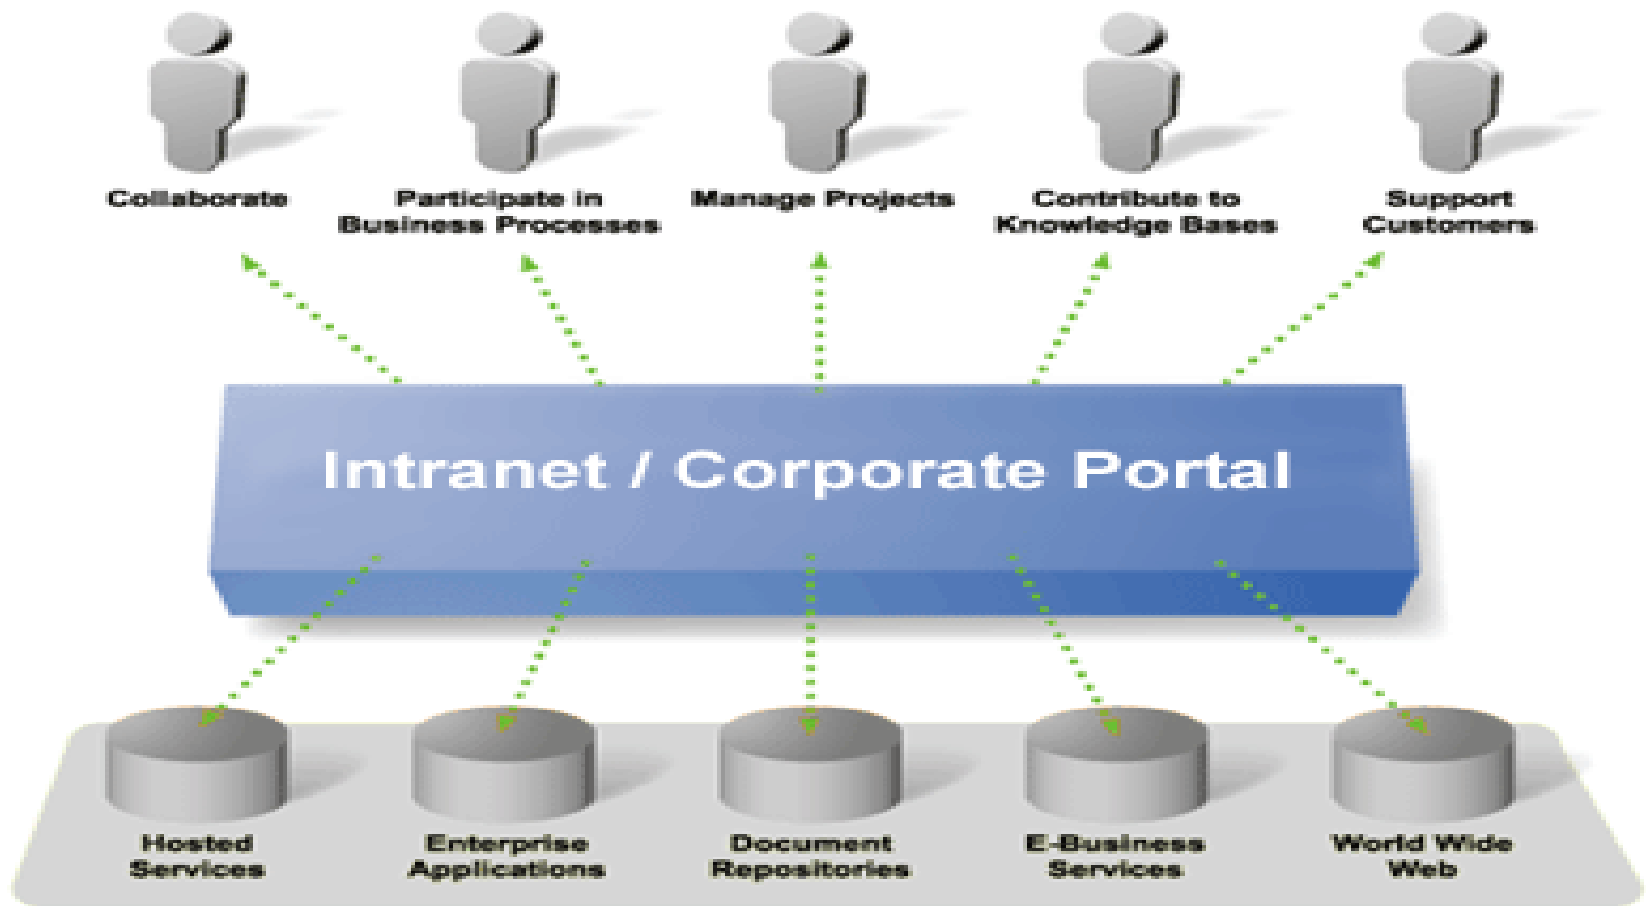 Collaborate
Participate in
Business Processes
Manage Projects
Contribute to
Knowledge Bases
Support
Customers
Intranet / Corporate Portal
Hosted
Services
Enterprise
Applications
Document
Repositories
E-Business
Services
World Wide
Web